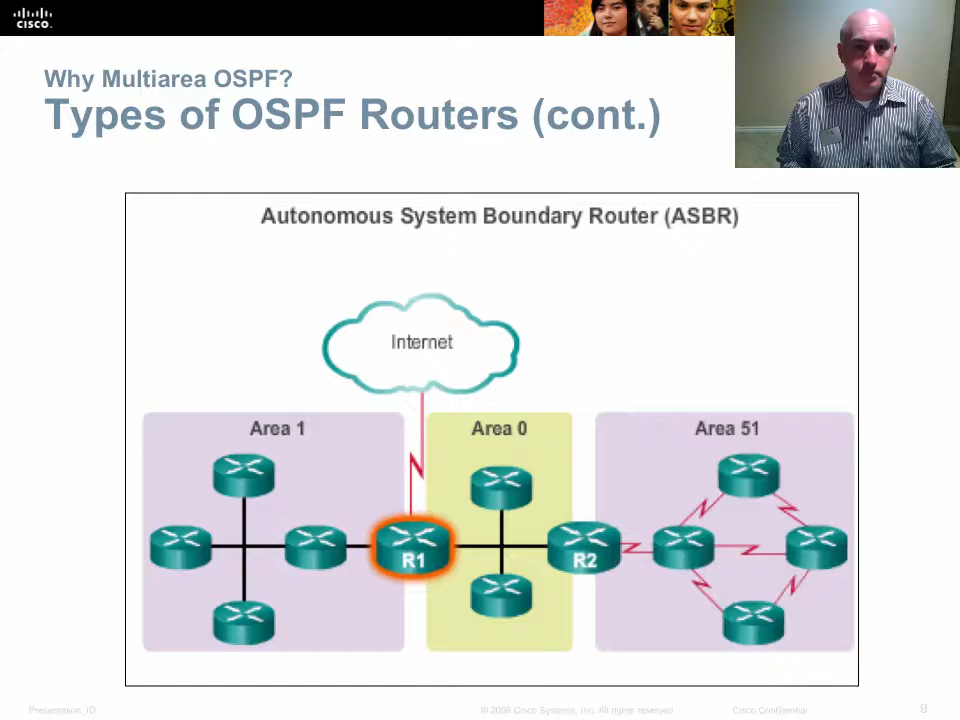 CISCO
Why Multiarea OSPF?
Types of OSPF Routers (cont.)
Autonomous System Boundary Router (ASBR)
Internet
Area 1
Area 0
Area 51
R1
R2
Presentation_ID
© 2008 Cisco Systems, Inc. All rights reserved.
Cisco Confidential
9